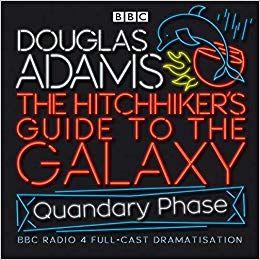 BBC
DOUGLAS
ADAMS
THE HITCHHIKER'S
GUIDE TO THE
GALAXY
Quandary Phase
BBC RADIO 4 FULL-CAST DRAMATISATION